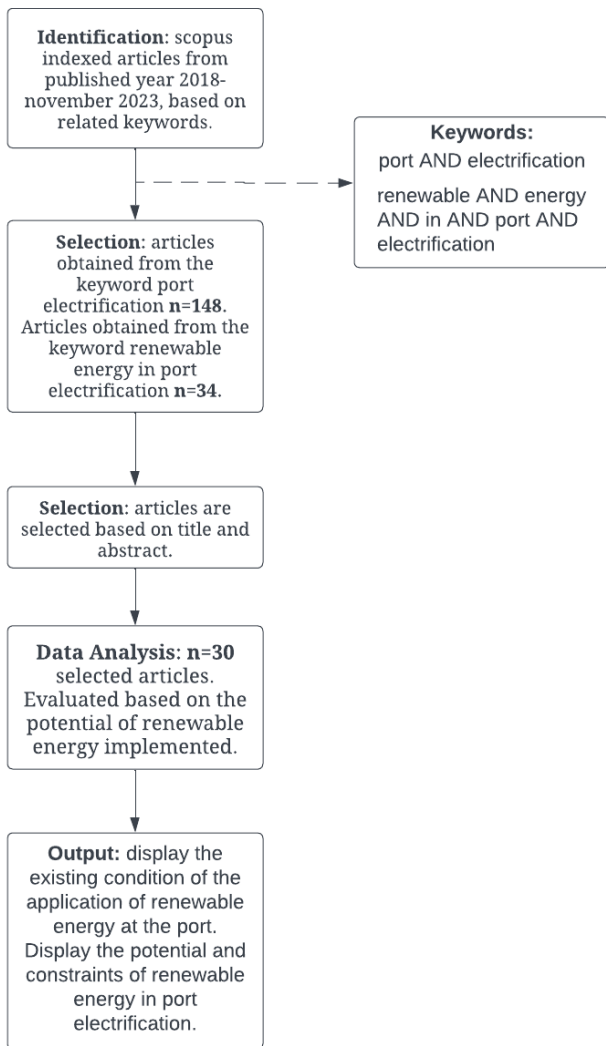 Identification: scopus
indexed articles from
published year 2018-
november 2023, based on
related keywords.
Keywords:
port AND electrification
renewable AND energy
AND in AND port AND
electrification
Selection: articles
obtained from the
keyword port
electrification n=148.
Articles obtained from the
keyword renewable
energy in port
electrification n=34.
Selection: articles are
selected based on title and
abstract.
Data Analysis: n=30
selected articles.
Evaluated based on the
potential of renewable
energy implemented.
Output: display the
existing condition of the
application of renewable
energy at the port.
Display the potential and
constraints of renewable
energy in port
electrification.